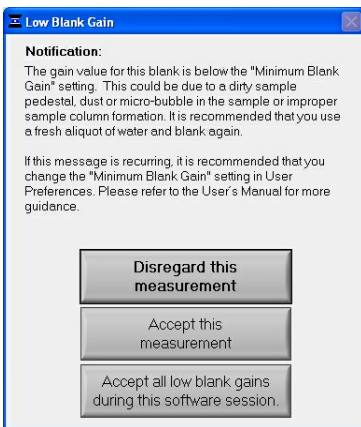 Low Blank Gain
Notification:
The gain value for this blank is below the "Minimum Blank
Gain" setting. This could be due to a dirty sample
pedestal, dust or micro-bubble in the sample or improper
sample column formation. It is recommended that you use
a fresh aliquot of water and blank again.
If this message is recurring, it is recommended that you
change the "Minimum Blank Gain" setting in User
Preferences. Please refer to the User's Manual for more
guidance.
Disregard this
measurement
Accept this
measurement
Accept all low blank gains
during this software session.